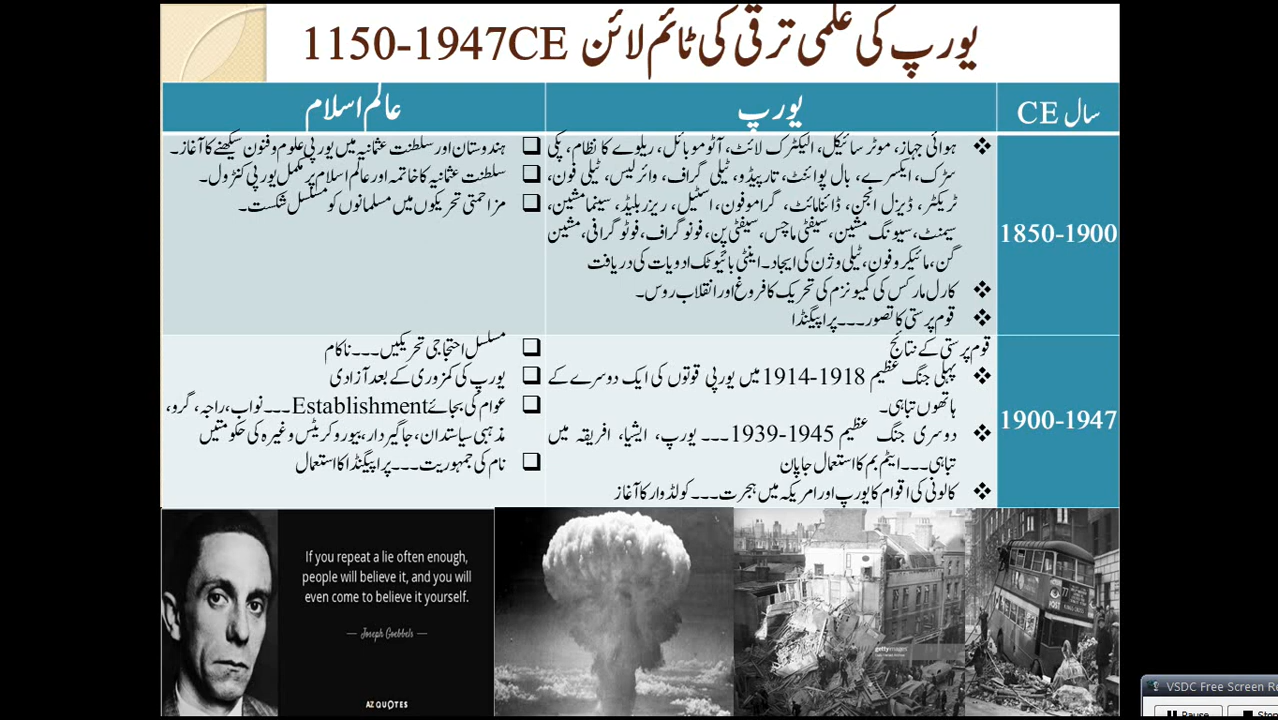 یورپ کی علمی ترقی کی ٹائم لائن 1150-1947CE
سال CE
یورپ
عالم اسلام
1850-1900
ہوائی جہاز، موٹر سائیکل، الیکٹرک لائٹ، آٹوموبائل، ریلوے کا نظام، پکی
سڑک، ایکسرے، بال پوائنٹ، تارپیڈو، ٹیلی گراف، وائرلیس، ٹیلی فون،
ٹریکٹر، ڈیزل انجن، ڈائنامائٹ، گراموفون، اسٹیل، ریزر بلیڈ، سینما مشین،
سیمنٹ، سیونگ مشین، سیفٹی ماچس، سیفٹی پن، فونوگراف، فوٹوگرافی، مشین
گن، مائیکروفون، ٹیلی وژن کی ایجاد۔ اینٹی بائیوٹک ادویات کی دریافت
کارل مارکس کی کمیونزم کی تحریک کا فروغ اور انقلاب روس۔
قوم پرستی کا تصور۔۔۔ پراپیگنڈا
ہندوستان اور سلطنت عثمانیہ میں یورپی علوم و فنون سیکھنے کا آغاز۔
سلطنت عثمانیہ کا خاتمہ اور عالم اسلام پر مکمل یورپی کنٹرول۔
مزاحمتی تحریکوں میں مسلمانوں کو مسلسل شکست۔
1900-1947
قوم پرستی کے نتائج
پہلی جنگ عظیم 1914-1918 میں یورپی قوتوں کی ایک دوسرے کے
ہاتھوں تباہی۔
دوسری جنگ عظیم 1939-1945۔۔۔ یورپ، ایشیا، افریقہ میں
تباہی۔۔۔ ایٹم بم کا استعمال جاپان
کالونی کی اقوام کا یورپ اور امریکہ میں ہجرت۔۔۔ کولڈ وار کا آغاز
مسلسل احتجاجی تحریکیں۔۔۔ ناکام
یورپ کی کمزوری کے بعد آزادی
عوام کی بجائے Establishment۔۔۔ نواب، راجہ، گرو،
مذہبی سیاستدان، جاگیردار، بیوروکریٹس وغیرہ کی حکومتیں
نام کی جمہوریت۔۔۔ پراپیگنڈا کا استعمال
If you repeat a lie often enough,
people will believe it, and you will
even come to believe it yourself.
— Joseph Goebbels —
AZ QUOTES
gettyimages
VSDC Free Screen Re
Pause
Stop